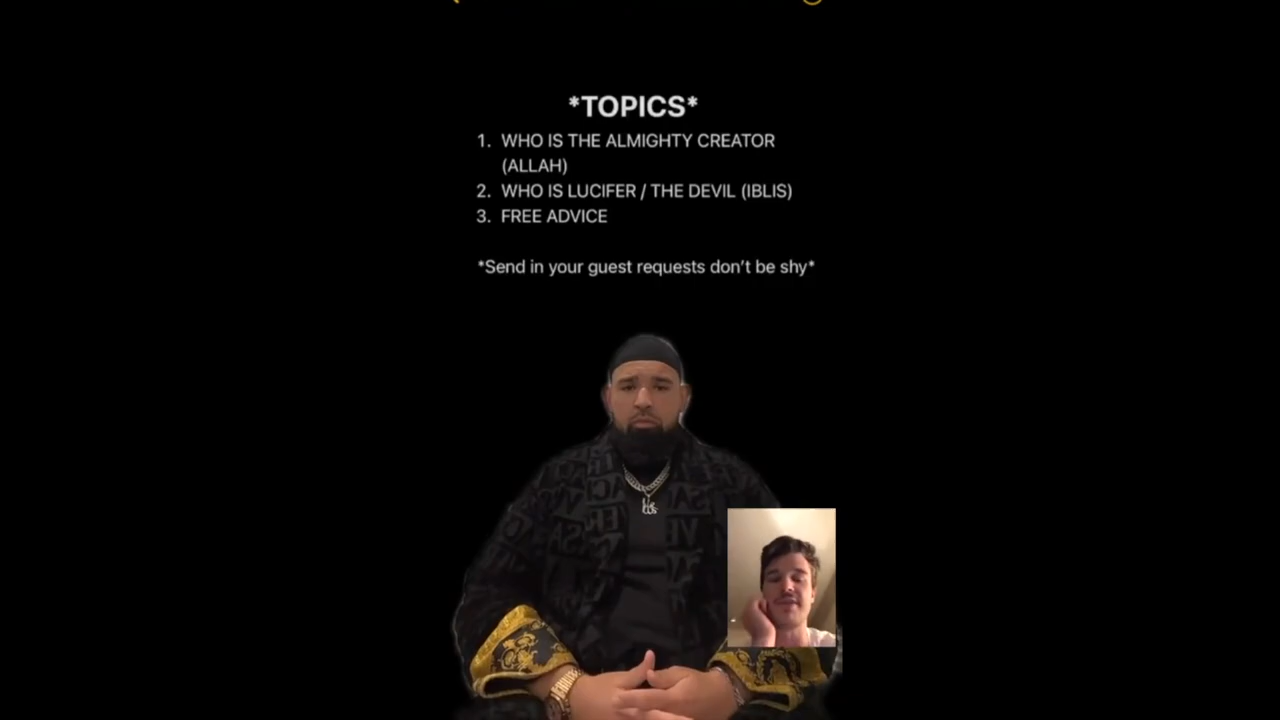 *TOPICS*
1. WHO IS THE ALMIGHTY CREATOR
(ALLAH)
2. WHO IS LUCIFER / THE DEVIL (IBLIS)
3. FREE ADVICE
*Send in your guest requests don't be shy*